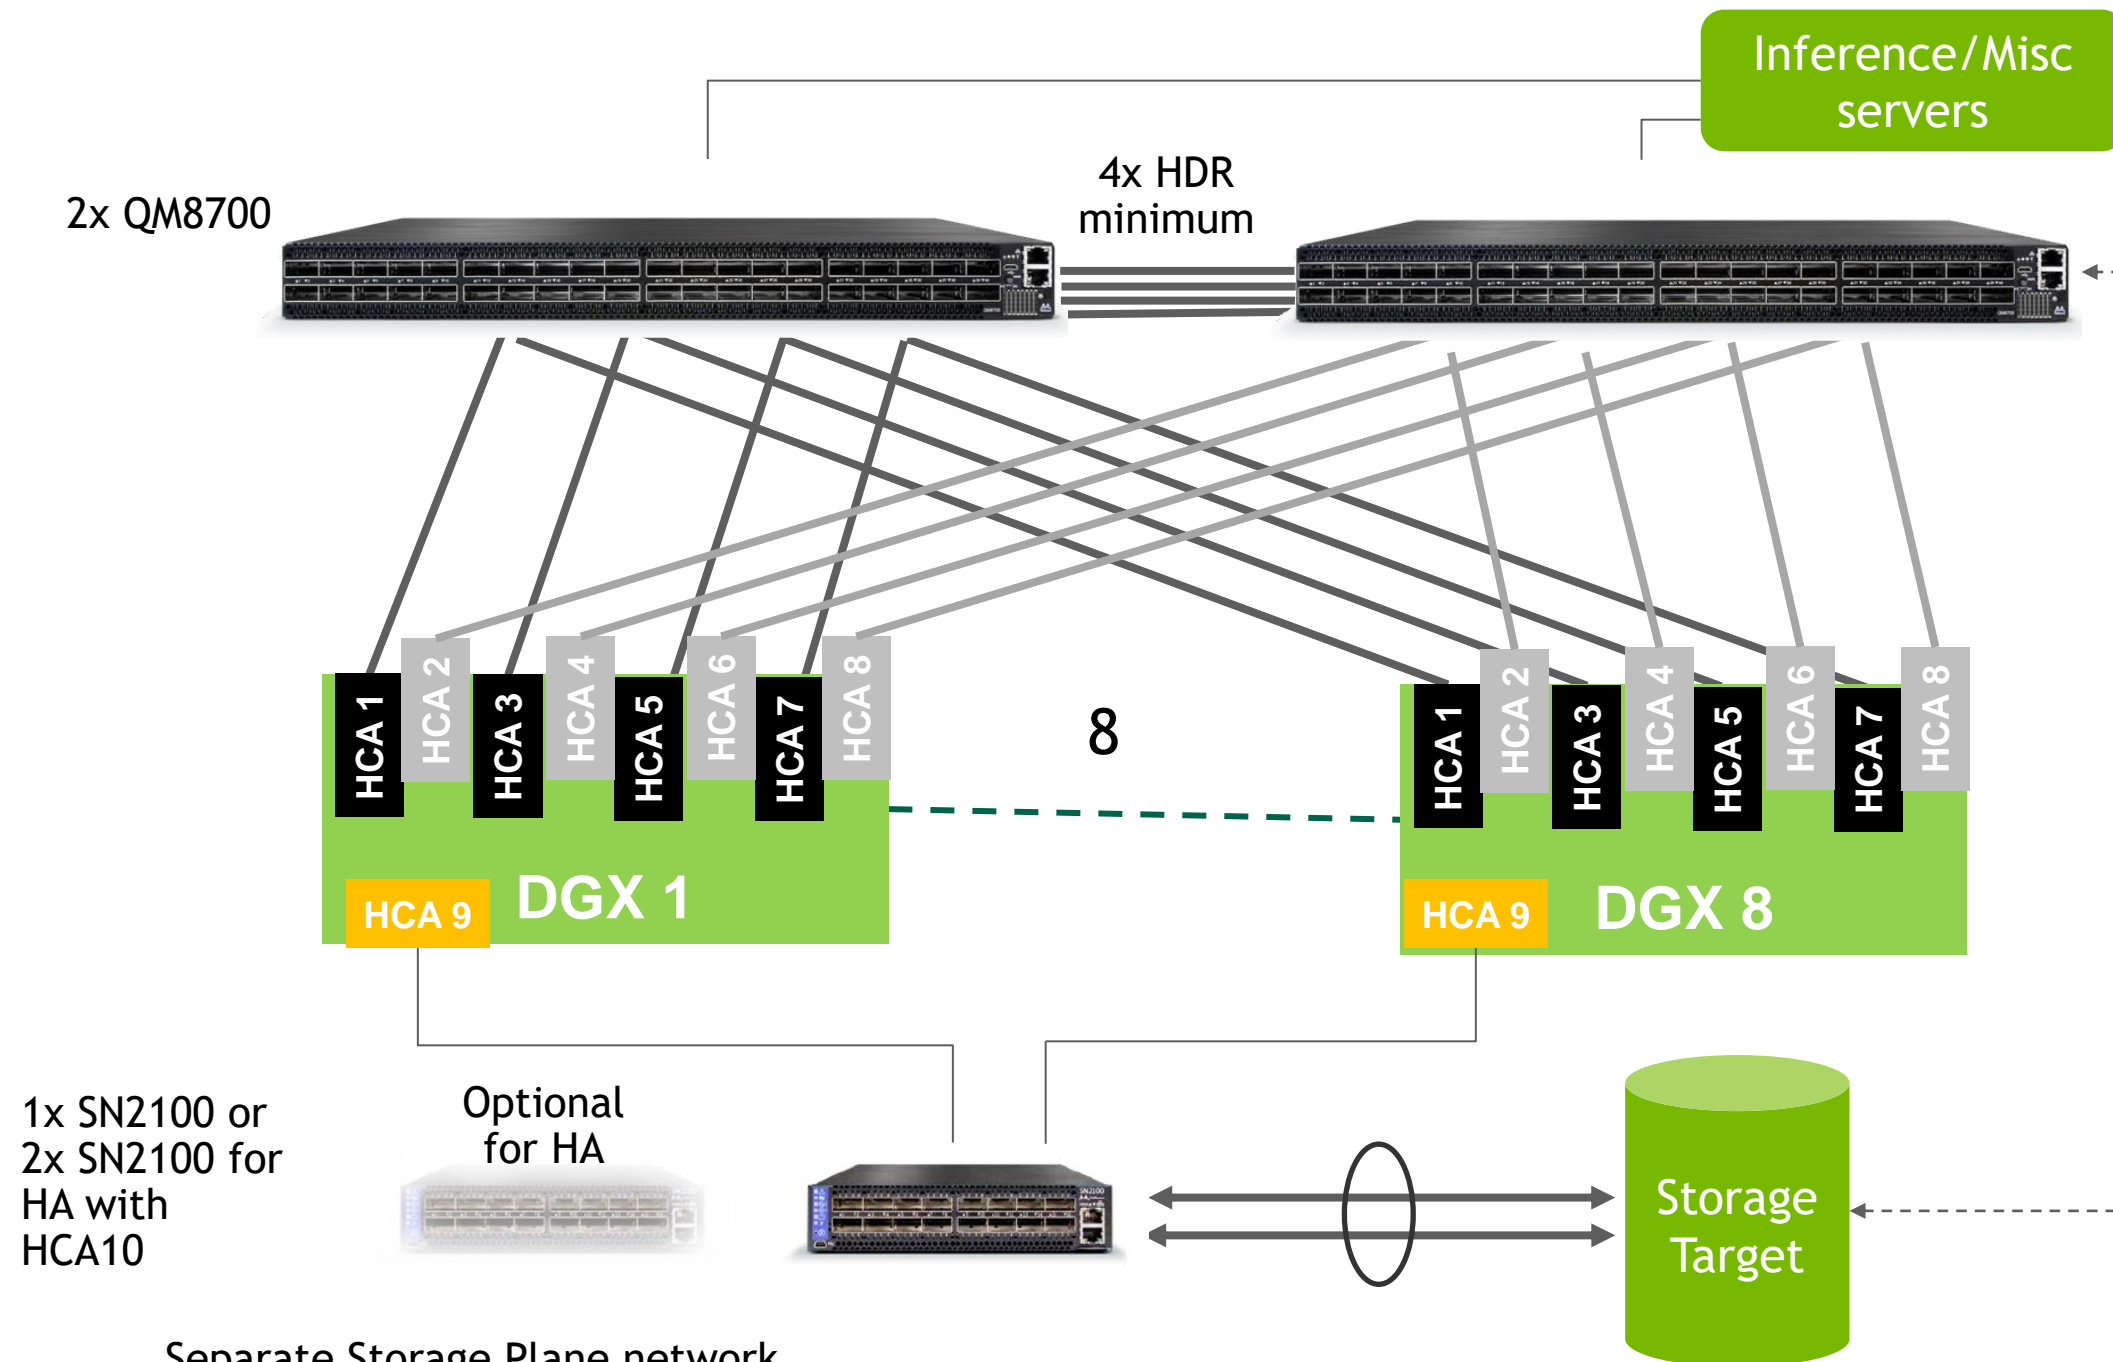 Inference/Misc
servers
4x HDR
minimum
2x QM8700
HCA 1
HCA 2
HCA 3
HCA 4
HCA 5
HCA 6
HCA 7
HCA 8
8
HCA 1
HCA 2
HCA 3
HCA 4
HCA 5
HCA 6
HCA 7
HCA 8
HCA 9
DGX 1
HCA 9
DGX 8
1x SN2100 or
2x SN2100 for
HA with
HCA10
Optional
for HA
SN2100
SN2100
Storage
Target
Separate Storage Plane network